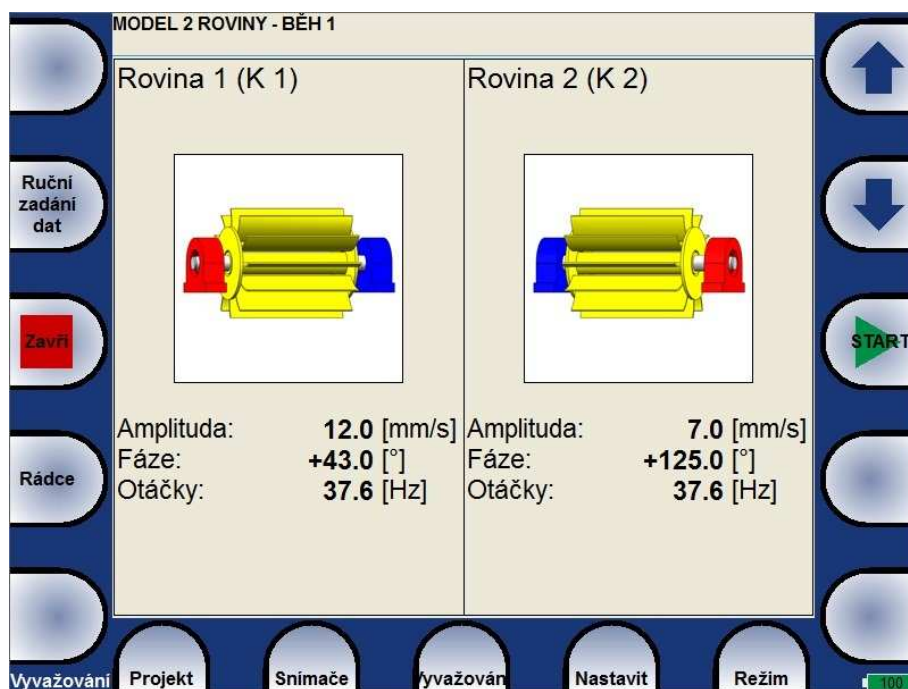 MODEL 2 ROVINY - BĚH 1
Rovina 1 (K 1)
Rovina 2 (K 2)
Ruční
zadání
dat
Zavři
START
Amplituda: 12.0 [mm/s]
Fáze: +43.0 [°]
Otáčky: 37.6 [Hz]
Amplituda: 7.0 [mm/s]
Fáze: +125.0 [°]
Otáčky: 37.6 [Hz]
Rádce
Vyvažování
Projekt
Snímače
yvažován
Nastavit
Režim
100